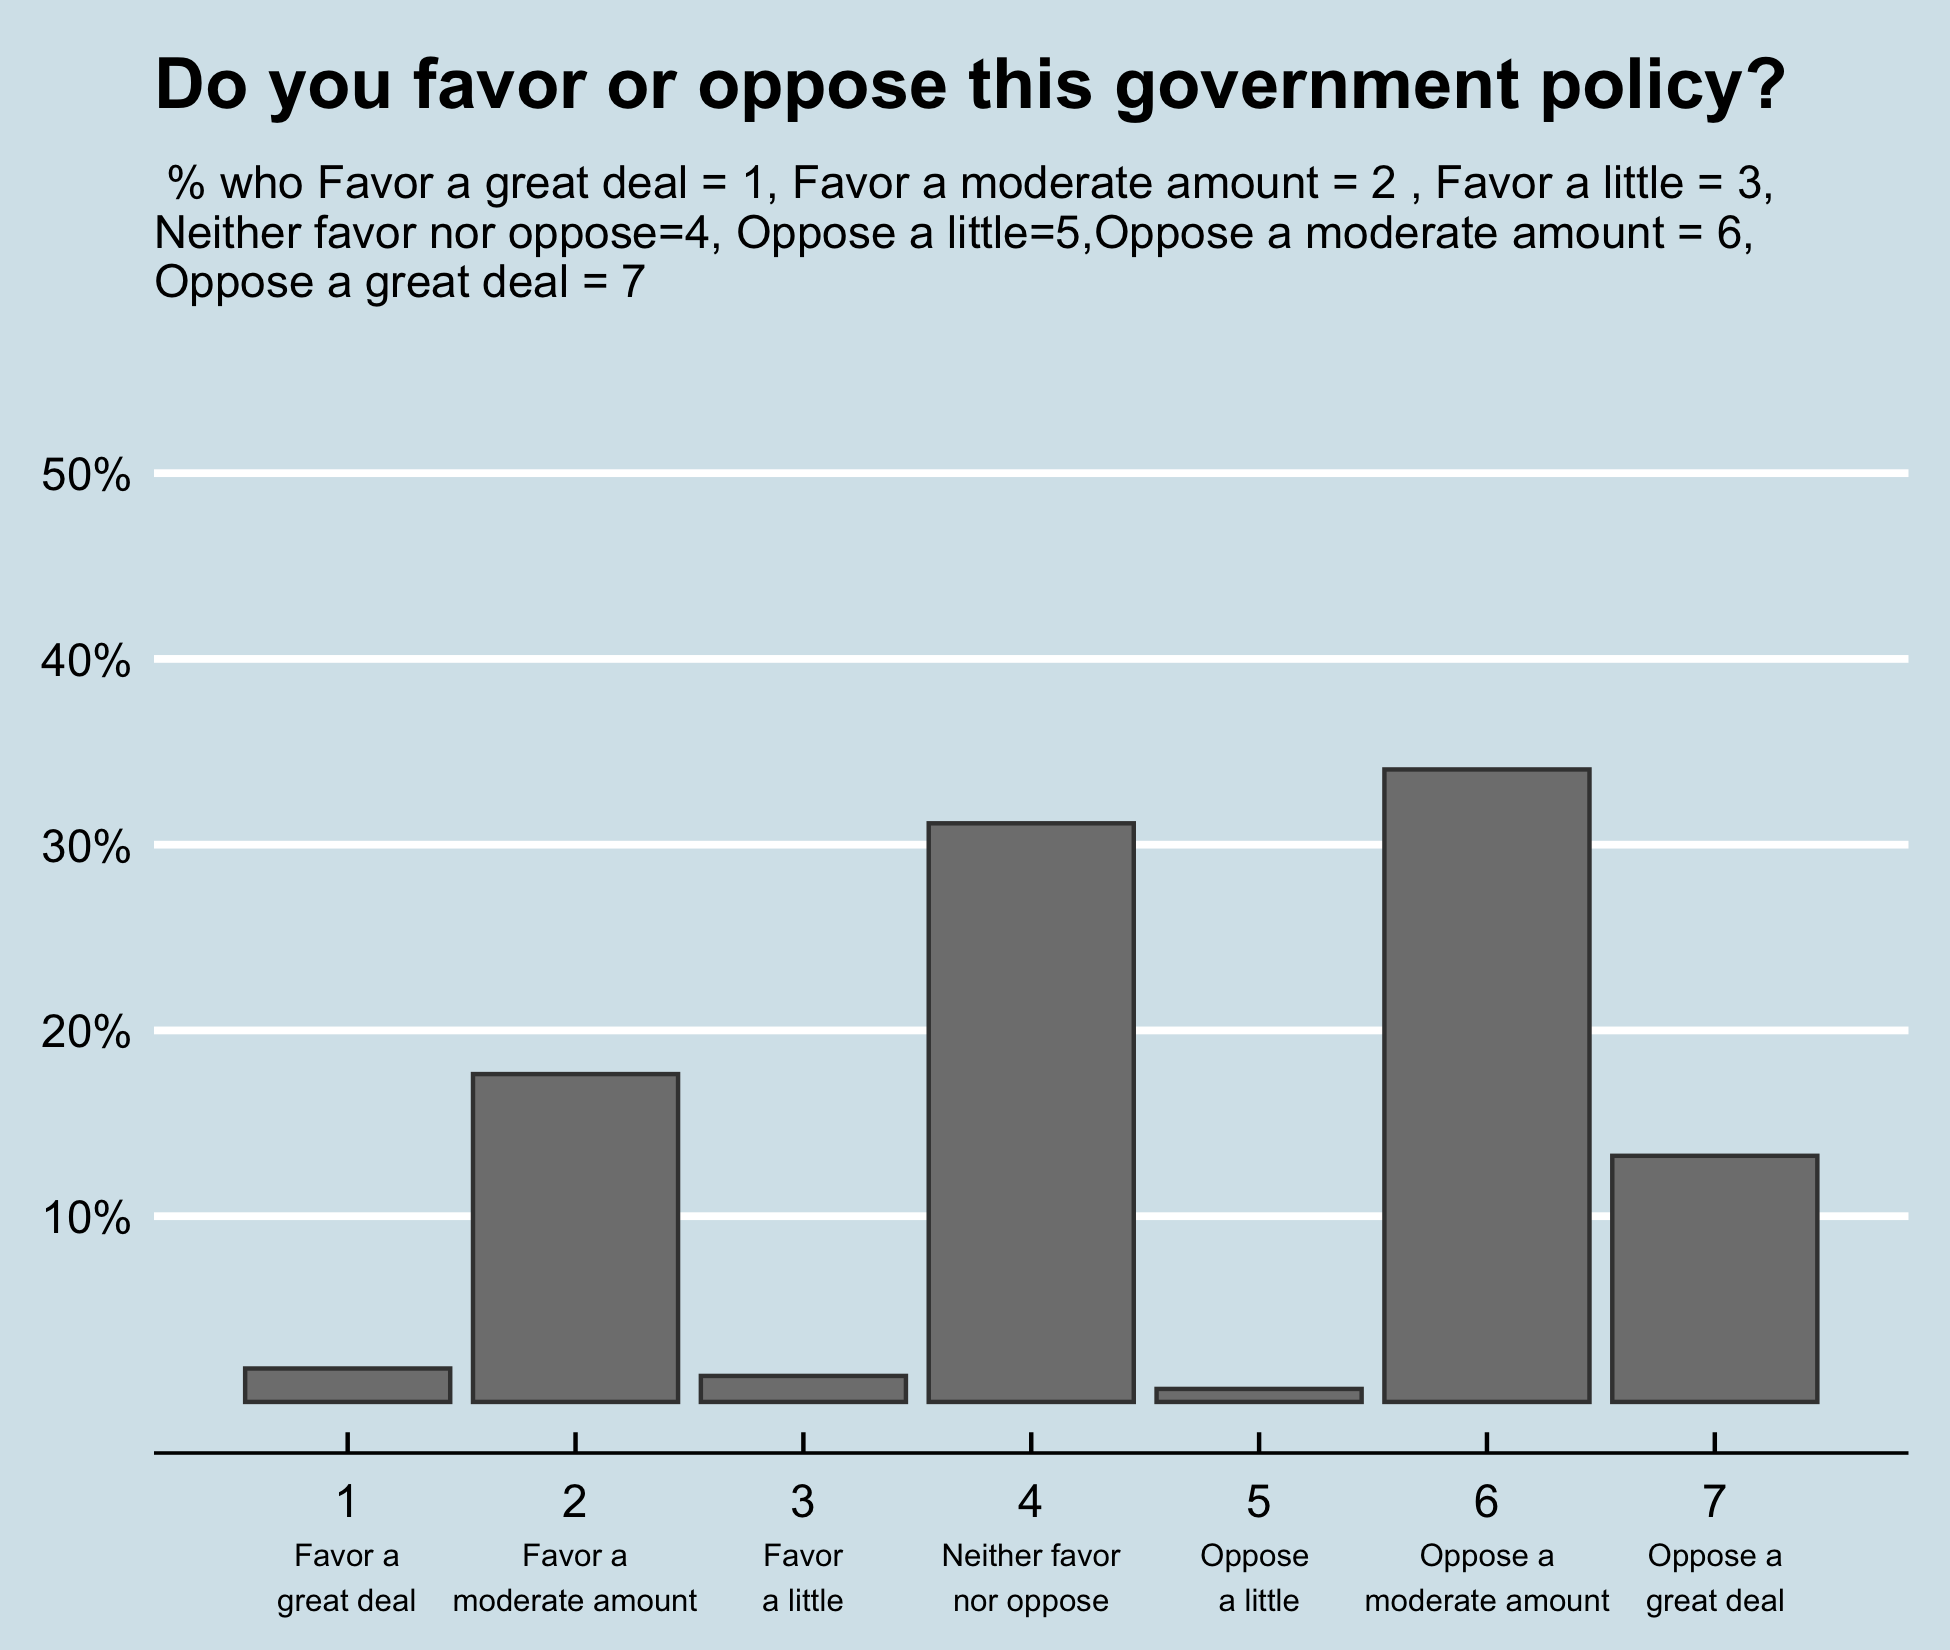 Do you favor or oppose this government policy?
% who Favor a great deal = 1, Favor a moderate amount = 2 , Favor a little = 3,
Neither favor nor oppose=4, Oppose a little=5,Oppose a moderate amount = 6,
Oppose a great deal = 7
50%
40%
30%
20%
10%
1 2 3 4 5 6 7
Favor a Favor a Favor Neither favor Oppose Oppose a Oppose a
great deal moderate amount a little nor oppose a little moderate amount great deal